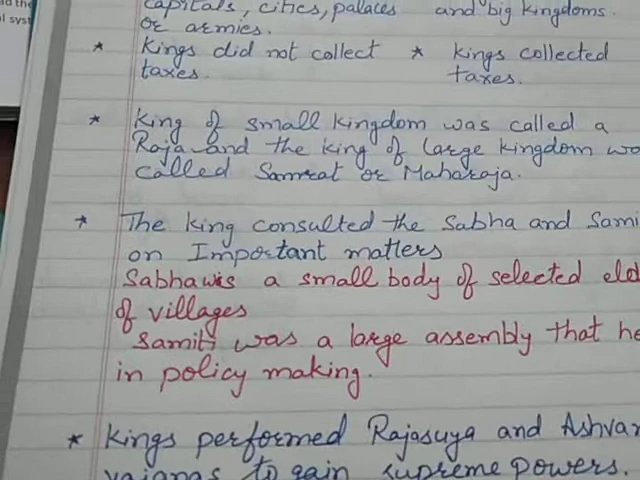 capitals, cities, palaces and big kingdoms.
or armies.
* Kings did not collect * Kings collected
taxes. taxes.
* King of small kingdom was called a
Raja and the king of large kingdom
called Samrat or Maharaja.
* The king consulted the Sabha and
on Important matters
Sabha was a small body of selected
of villages
Samiti was a large assembly that
in policy making.
* Kings performed Rajasuya and
to gain supreme powers.